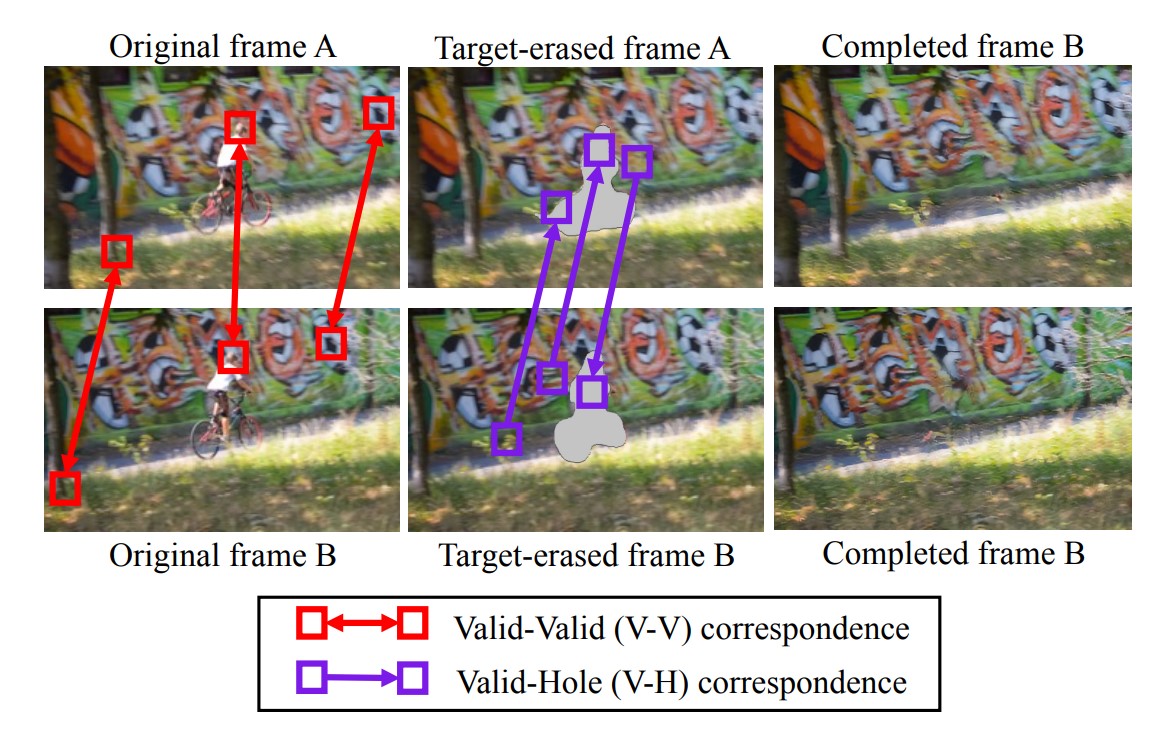 Original frame A
Target-erased frame A
Completed frame B
Original frame B
Target-erased frame B
Completed frame B
Valid-Valid (V-V) correspondence
Valid-Hole (V-H) correspondence